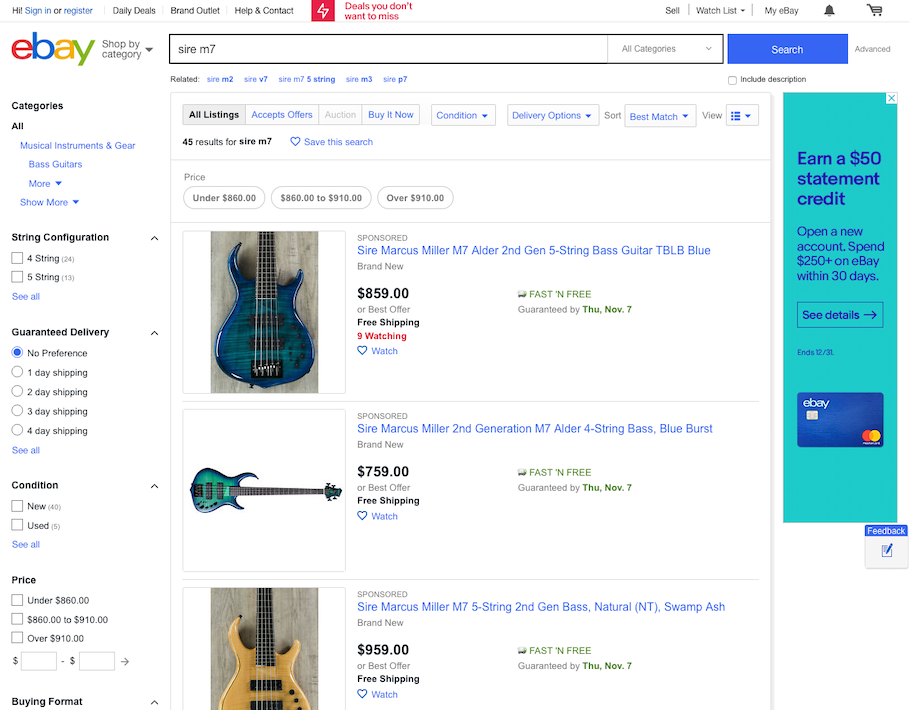 Hi! Sign in or register
Daily Deals
Brand Outlet
Help & Contact
Deals you don't
want to miss
Sell
Watch List
My eBay
ebay
Shop by
category
sire m7
All Categories
Search
Advanced
Related: sire m2 sire v7 sire m7 5 string sire m3 sire p7
Include description
Categories
All
Musical Instruments & Gear
Bass Guitars
More
Show More
String Configuration
4 String (24)
5 String (13)
See all
Guaranteed Delivery
No Preference
1 day shipping
2 day shipping
3 day shipping
4 day shipping
See all
Condition
New (40)
Used (5)
See all
Price
Under $860.00
$860.00 to $910.00
Over $910.00
$ - $
Buying Format
All Listings
Accepts Offers
Auction
Buy It Now
Condition
Delivery Options
Sort
Best Match
View
45 results for sire m7
Save this search
Price
Under $860.00
$860.00 to $910.00
Over $910.00
SPONSORED
Sire Marcus Miller M7 Alder 2nd Gen 5-String Bass Guitar TBLB Blue
Brand New
$859.00
or Best Offer
Free Shipping
9 Watching
Watch
FAST 'N FREE
Guaranteed by Thu, Nov. 7
SPONSORED
Sire Marcus Miller 2nd Generation M7 Alder 4-String Bass, Blue Burst
Brand New
$759.00
or Best Offer
Free Shipping
Watch
FAST 'N FREE
Guaranteed by Thu, Nov. 7
SPONSORED
Sire Marcus Miller M7 5-String 2nd Gen Bass, Natural (NT), Swamp Ash
Brand New
$959.00
or Best Offer
Free Shipping
Watch
FAST 'N FREE
Guaranteed by Thu, Nov. 7
Earn a $50
statement
credit
Open a new
account. Spend
$250+ on eBay
within 30 days.
See details
Ends 12/31.
ebay
Feedback